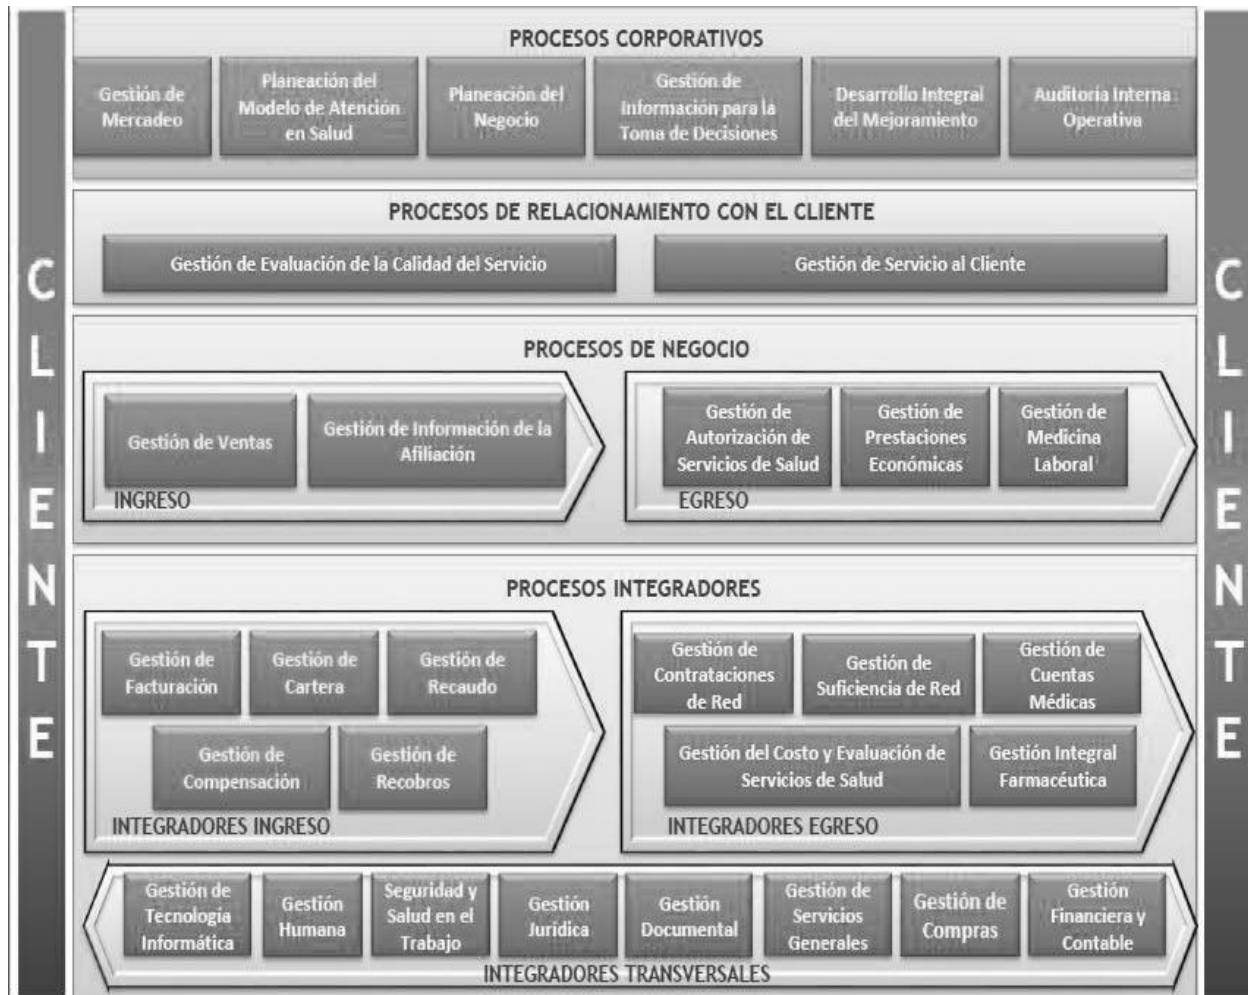 CLIENTE
PROCESOS CORPORATIVOS
Gestión de
Mercadeo
Planeación del
Modelo de Atención
en Salud
Planeación del
Negocio
Gestión de
Información para la
Toma de Decisiones
Desarrollo Integral
del Mejoramiento
Auditoria Interna
Operativa
PROCESOS DE RELACIONAMIENTO CON EL CLIENTE
Gestión de Evaluación de la Calidad del Servicio
Gestión de Servicio al Cliente
PROCESOS DE NEGOCIO
Gestión de Ventas
Gestión de Información de la
Afiliación
INGRESO
Gestión de
Autorización de
Servicios de Salud
Gestión de
Prestaciones
Económicas
Gestión de
Medicina
Laboral
EGRESO
PROCESOS INTEGRADORES
Gestión de
Facturación
Gestión de
Cartera
Gestión de
Recaudo
Gestión de
Compensación
Gestión de
Recobros
INTEGRADORES INGRESO
Gestión de
Contrataciones
de Red
Gestión de
Suficiencia de Red
Gestión de
Cuentas
Médicas
Gestión del Costo y Evaluación de
Servicios de Salud
Gestión Integral
Farmacéutica
INTEGRADORES EGRESO
Gestión de
Tecnología
Informática
Gestión
Humana
Seguridad y
Salud en el
Trabajo
Gestión
Jurídica
Gestión
Documental
Gestión de
Servicios
Generales
Gestión de
Compras
Gestión
Financiera y
Contable
INTEGRADORES TRANSVERSALES
CLIENTE